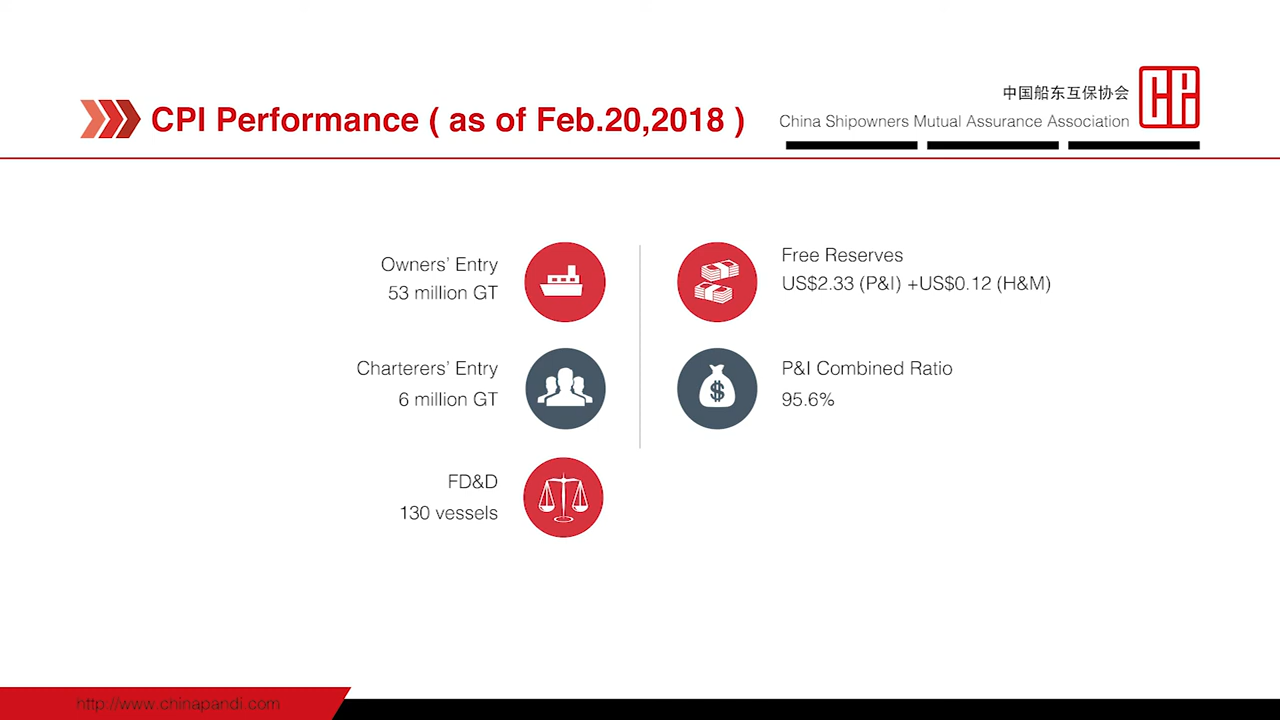 CPI Performance ( as of Feb.20,2018 )
中国船东互保协会
China Shipowners Mutual Assurance Association
CPI
Owners’ Entry
53 million GT
Charterers’ Entry
6 million GT
FD&D
130 vessels
Free Reserves
US$2.33 (P&I) +US$0.12 (H&M)
$
P&I Combined Ratio
95.6%
http://www.chinapandi.com